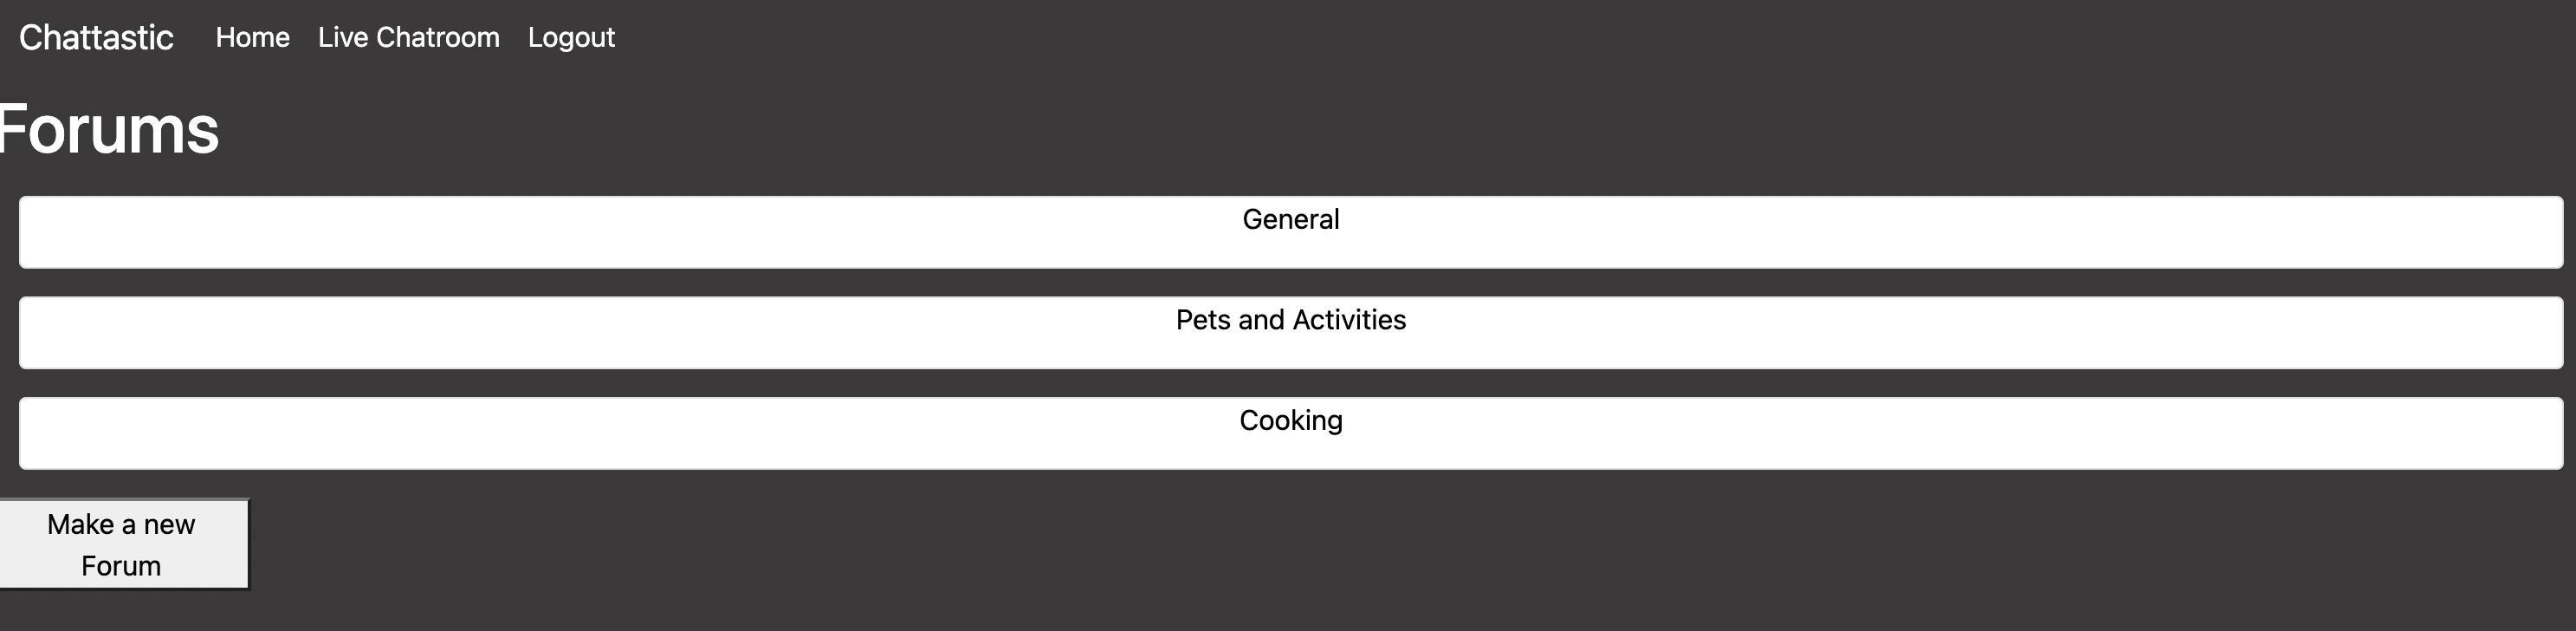 Chattastic Home Live Chatroom Logout
Forums
General
Pets and Activities
Cooking
Make a new
Forum